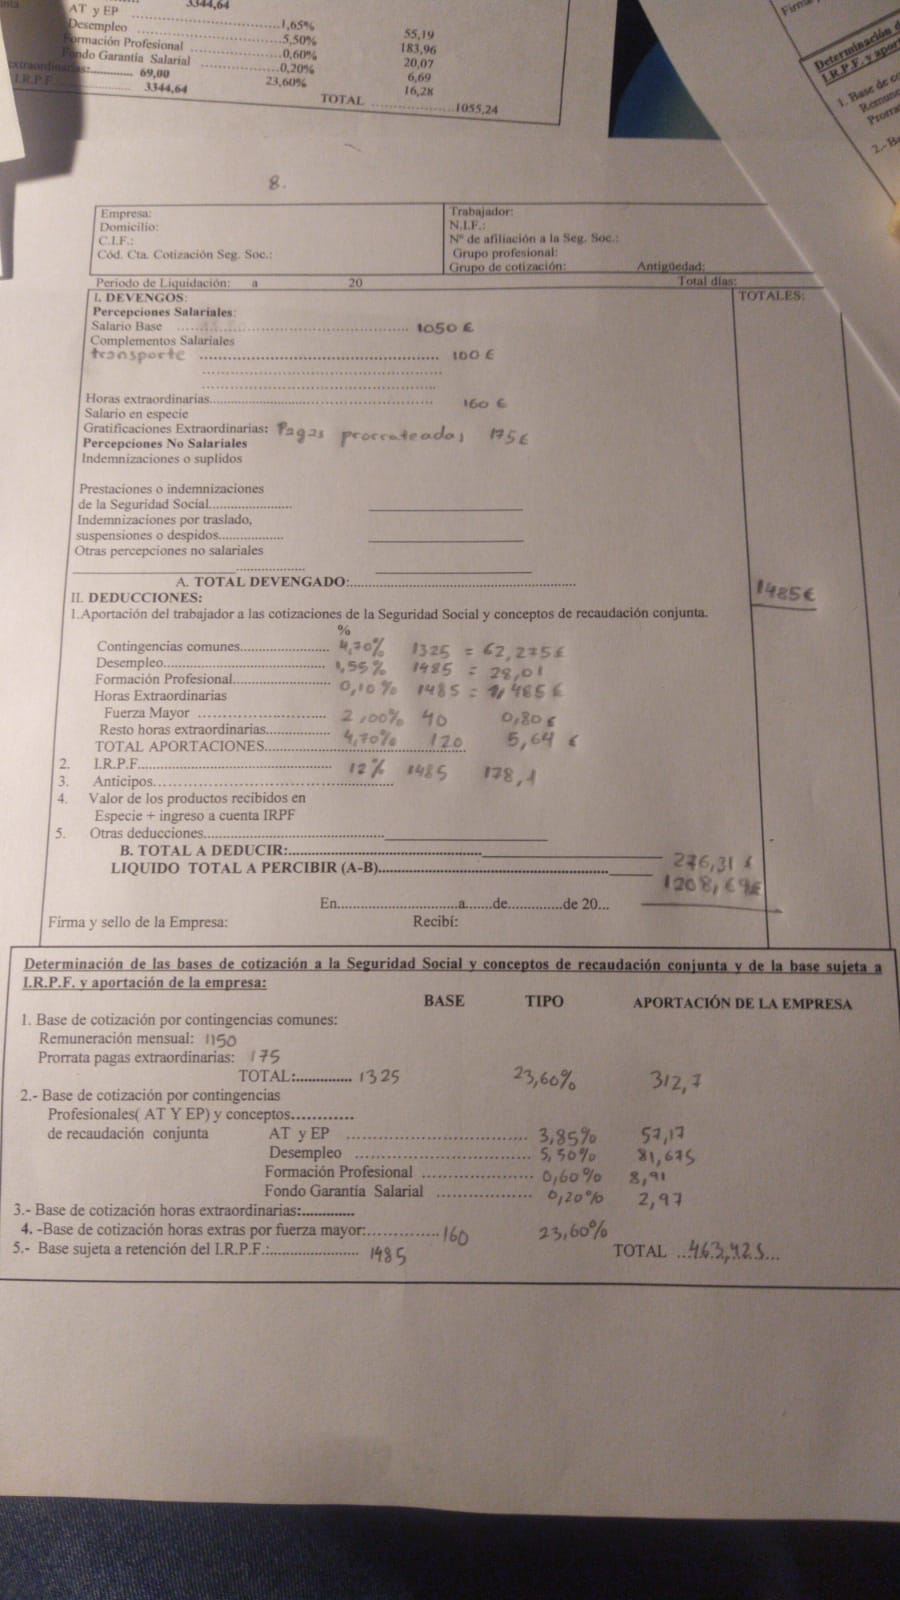 3344,64
AT y EP ..............................1,65% 55,19
Desempleo ...........................5,50% 183,96
Formación Profesional ................0,60% 20,07
Fondo Garantía Salarial ...............0,20% 6,69
extraordinarias:............ 69,00 23,60% 16,28
I.R.P.F. .................. 3344,64
TOTAL ....................1055,24
Firma
Determinación d
I.R.P.F. y apor
1. Base de co
Remun
Prorra
2.-Ba
8.
Empresa: Trabajador:
Domicilio: N.I.F.:
C.I.F.: Nº de afiliación a la Seg. Soc.:
Cód. Cta. Cotización Seg. Soc.: Grupo profesional:
Grupo de cotización: Antigüedad:
Periodo de Liquidación: a 20 Total días:
I. DEVENGOS: TOTALES:
Percepciones Salariales:
Salario Base .................................................. 1050 €
Complementos Salariales
transporte .................................................. 100 €
Horas extraordinarias.................................................. 160 €
Salario en especie
Gratificaciones Extraordinarias: Pagas prorrateadas 175€
Percepciones No Salariales
Indemnizaciones o suplidos
Prestaciones o indemnizaciones
de la Seguridad Social.....................
Indemnizaciones por traslado,
suspensiones o despidos.................
Otras percepciones no salariales
A. TOTAL DEVENGADO:.................................................. 1485€
II. DEDUCCIONES:
1.Aportación del trabajador a las cotizaciones de la Seguridad Social y conceptos de recaudación conjunta.
%
Contingencias comunes...................... 4,70% 1325 = 62,275€
Desempleo........................................ 1,55% 1485 = 28,01
Formación Profesional....................... 0,10% 1485 = 1,485€
Horas Extraordinarias
Fuerza Mayor .............................. 2,00% 40 0,80€
Resto horas extraordinarias............... 4,70% 120 5,64 €
TOTAL APORTACIONES..................................................
2. I.R.P.F.............................................. 12% 1485 178,1
3. Anticipos..................................................
4. Valor de los productos recibidos en
Especie + ingreso a cuenta IRPF
5. Otras deducciones.............................................
B. TOTAL A DEDUCIR:.................................................. 276,31 €
LIQUIDO TOTAL A PERCIBIR (A-B).................................................. 1208,69€
En..............................a.......de..............de 20...
Firma y sello de la Empresa: Recibí:
Determinación de las bases de cotización a la Seguridad Social y conceptos de recaudación conjunta y de la base sujeta a
I.R.P.F. y aportación de la empresa:
BASE TIPO APORTACIÓN DE LA EMPRESA
1. Base de cotización por contingencias comunes:
Remuneración mensual: 1150
Prorrata pagas extraordinarias: 175
TOTAL:.............. 1325 23,60% 312,7
2.- Base de cotización por contingencias
Profesionales( AT Y EP) y conceptos............
de recaudación conjunta AT y EP ........................................ 3,85% 57,17
Desempleo ........................................ 5,50% 81,675
Formación Profesional ......................... 0,60% 8,91
Fondo Garantía Salarial ..................... 0,20% 2,97
3.- Base de cotización horas extraordinarias:.............
4. -Base de cotización horas extras por fuerza mayor:..............160 23,60%
5.- Base sujeta a retención del I.R.P.F.:...................... 1485 TOTAL ...463,425...